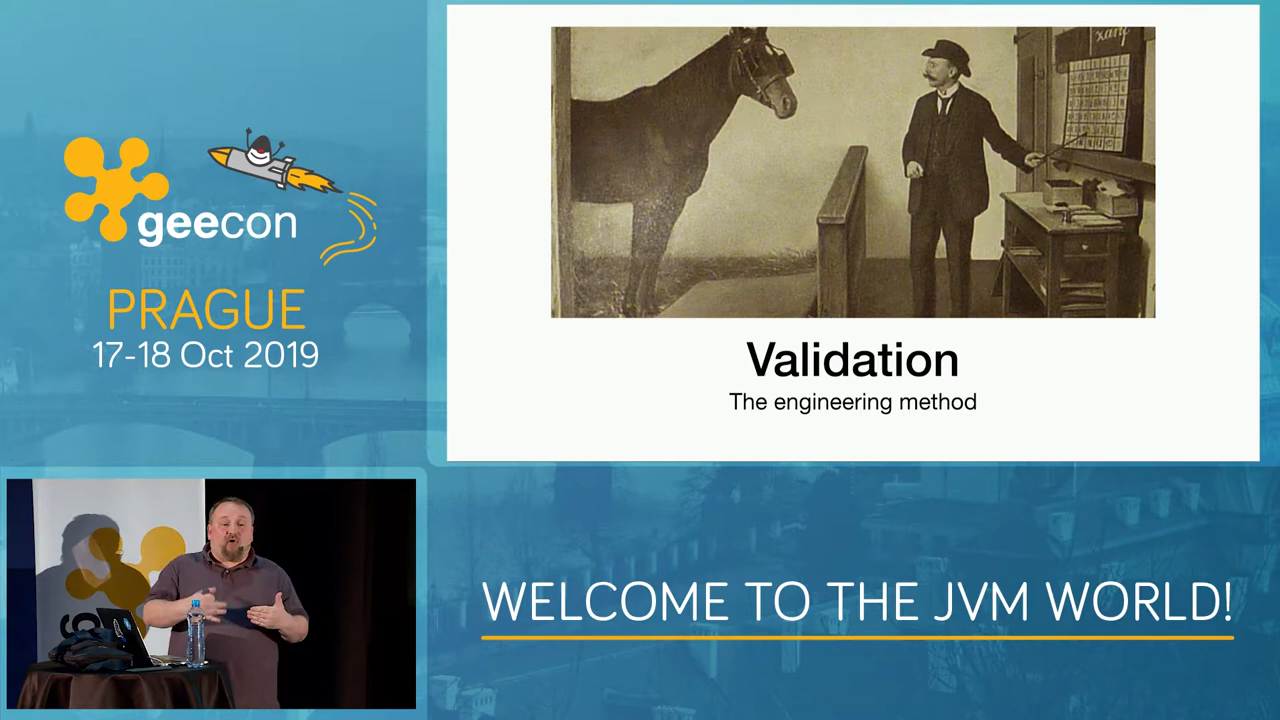 geecon
PRAGUE
17-18 Oct 2019
Validation
The engineering method
WELCOME TO THE JVM WORLD!